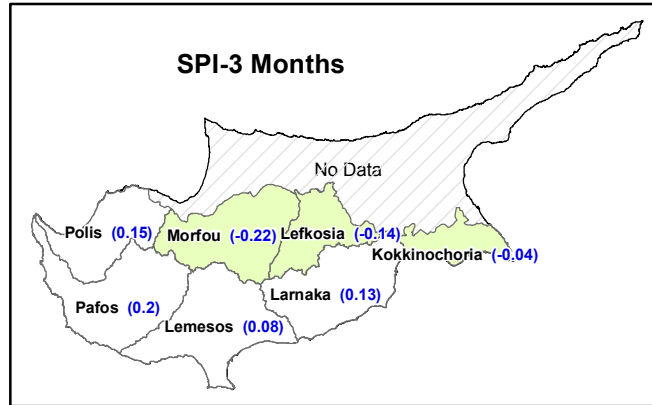 SPI-3 Months
No Data
Polis (0.15)
Morfou (-0.22)
Lefkosia (-0.14)
Kokkinochoria (-0.04)
Pafos (0.2)
Lemesos (0.08)
Larnaka (0.13)